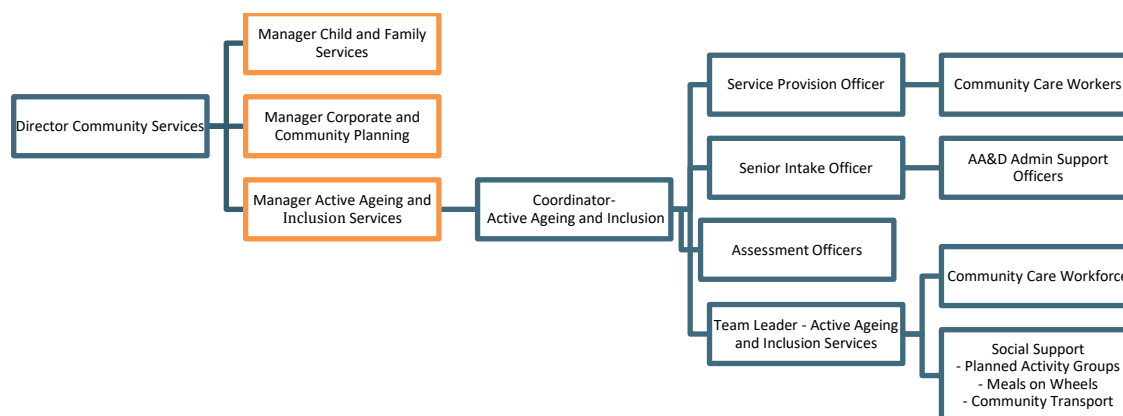 Director Community Services
Manager Child and Family
Services
Manager Corporate and
Community Planning
Manager Active Ageing and
Inclusion Services
Coordinator-
Active Ageing and Inclusion
Service Provision Officer
Senior Intake Officer
Assessment Officers
Team Leader - Active Ageing
and Inclusion Services
Community Care Workers
AA&D Admin Support
Officers
Community Care Workforce
Social Support
- Planned Activity Groups
- Meals on Wheels
- Community Transport